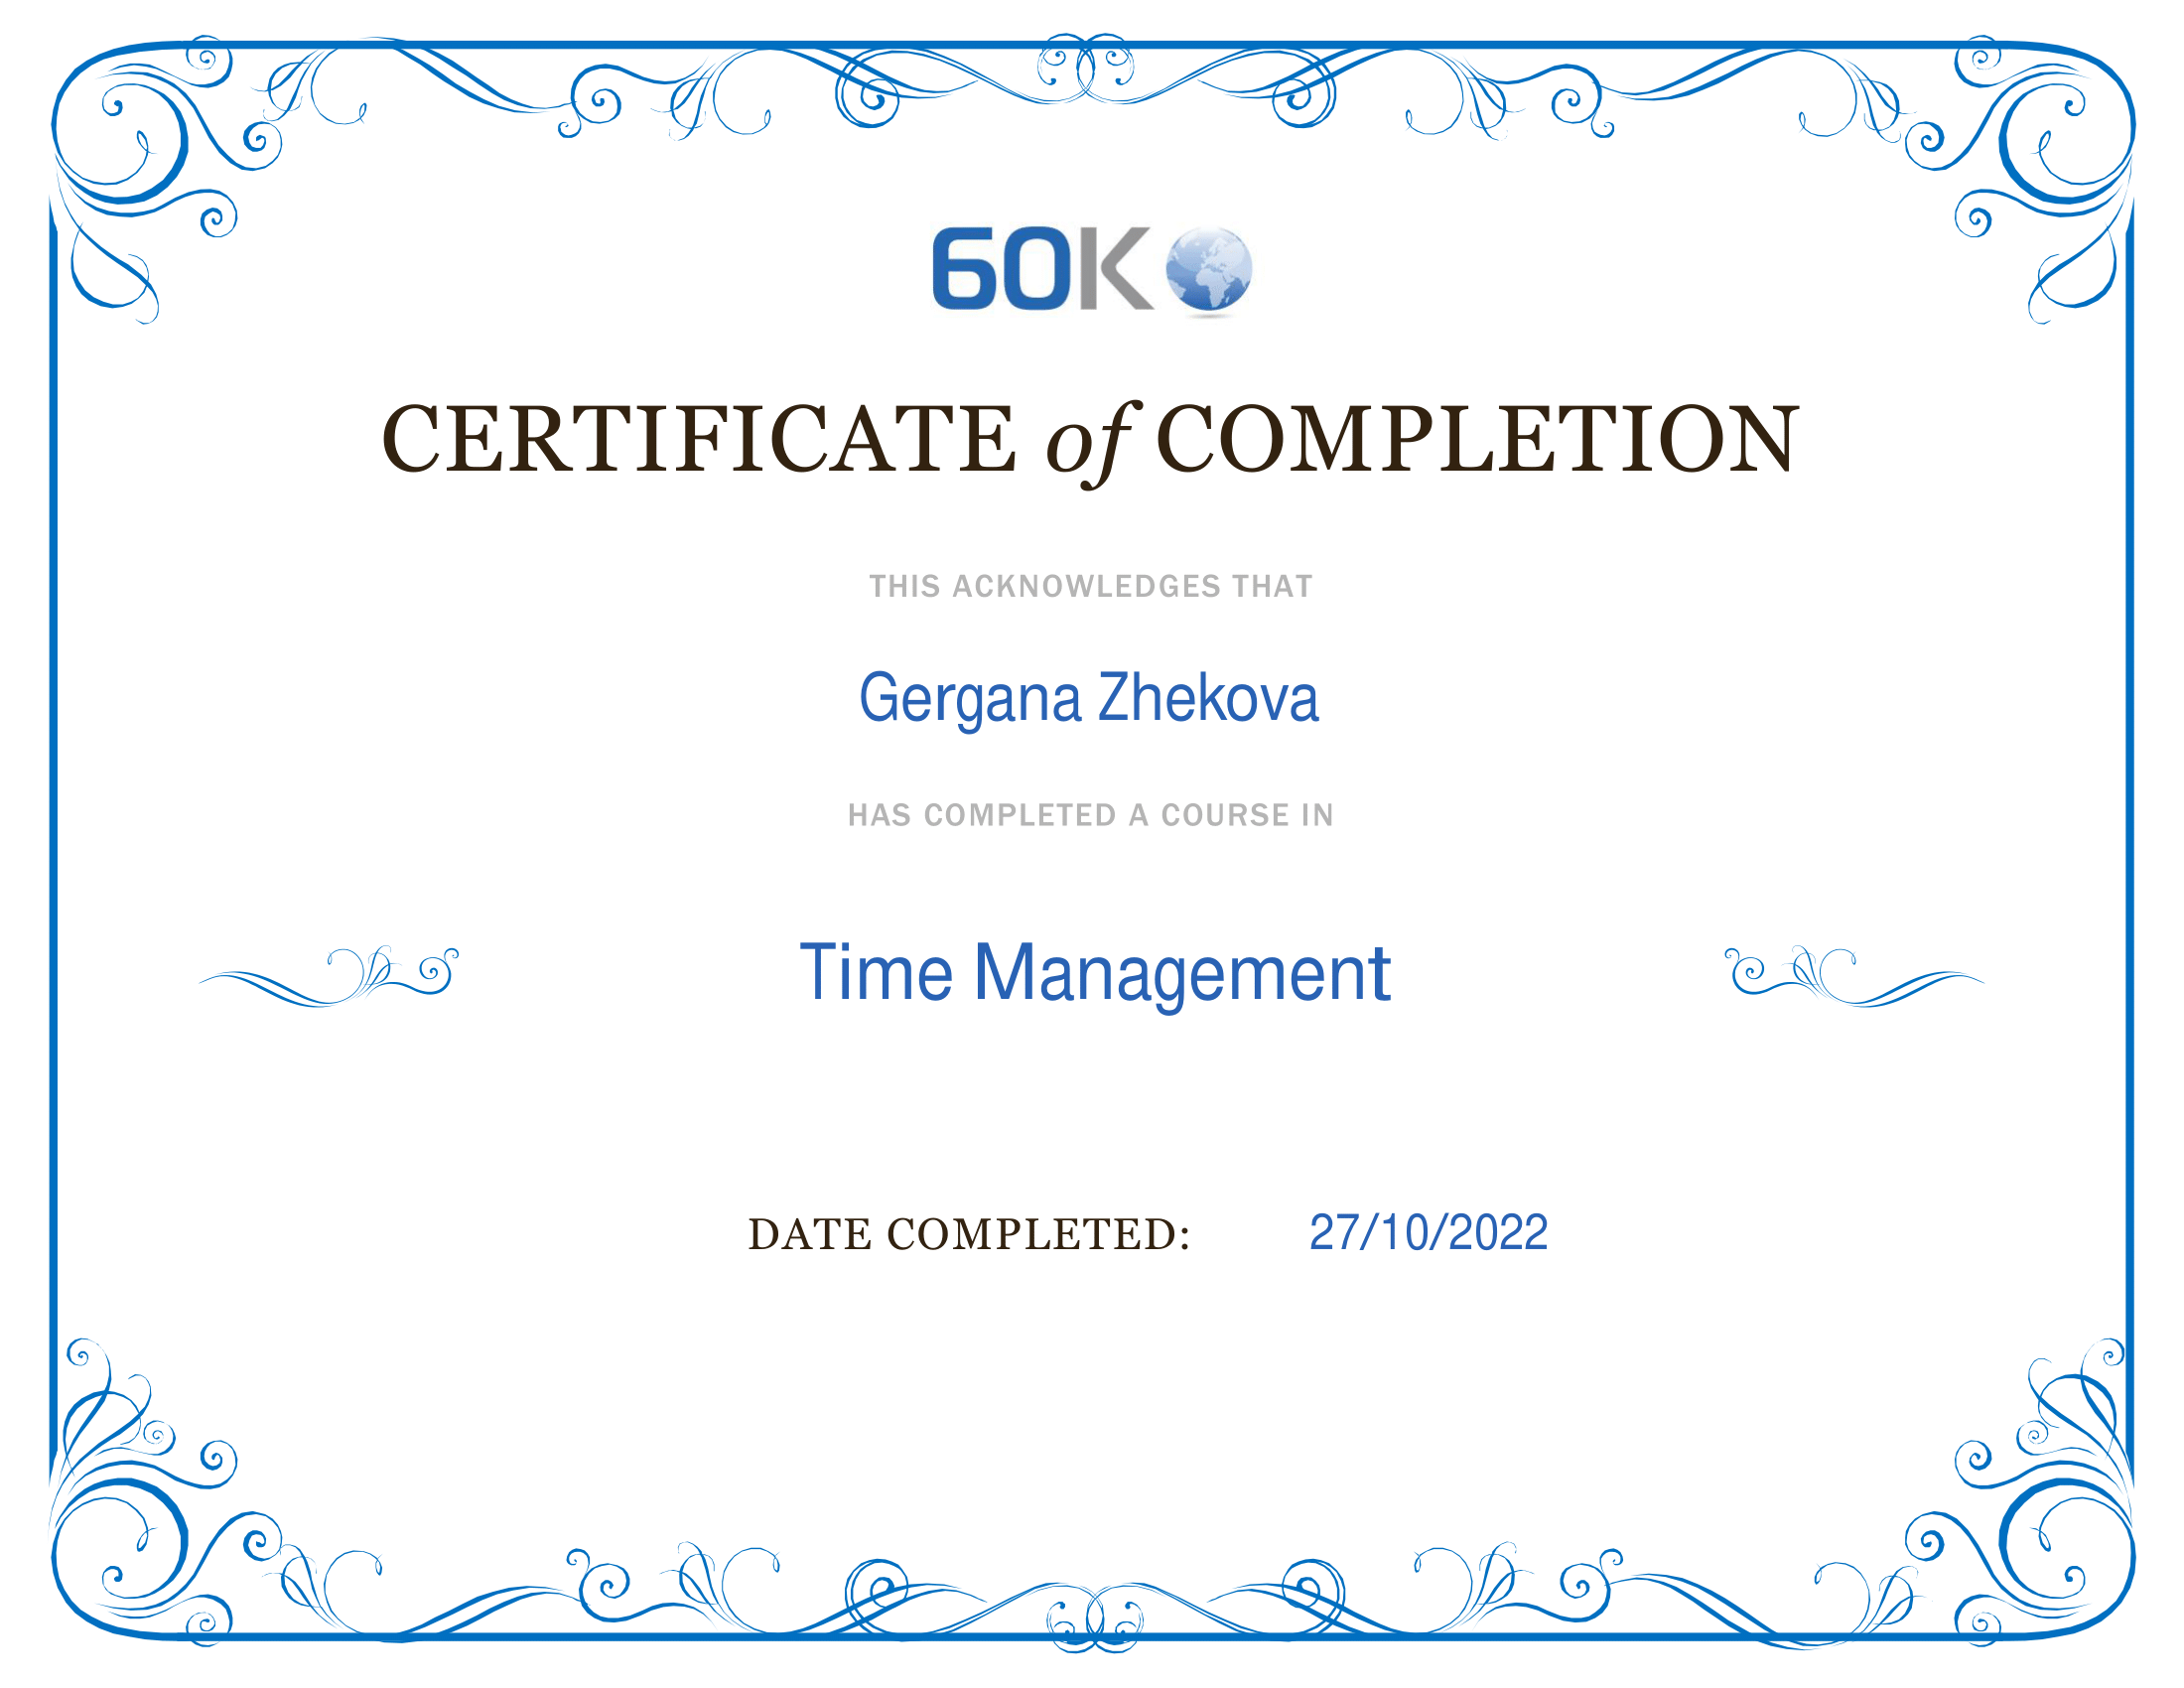 60K
CERTIFICATE of COMPLETION
THIS ACKNOWLEDGES THAT
Gergana Zhekova
HAS COMPLETED A COURSE IN
Time Management
DATE COMPLETED: 27/10/2022